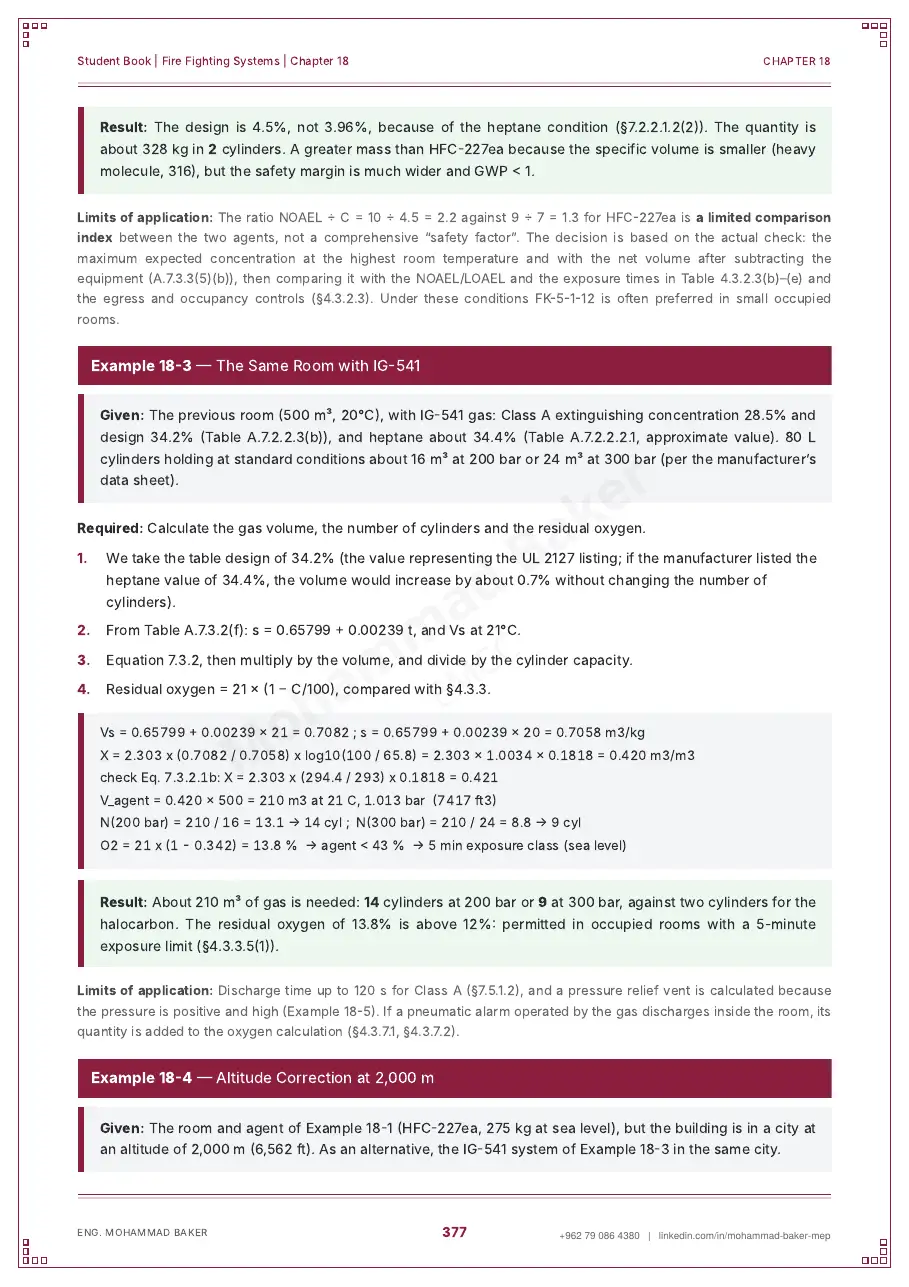 Student Book | Fire Fighting Systems | Chapter 18
CHAPTER 18
Result: The design is 4.5%, not 3.96%, because of the heptane condition (§7.2.2.1.2(2)). The quantity is
about 328 kg in 2 cylinders. A greater mass than HFC-227ea because the specific volume is smaller (heavy
molecule, 316), but the safety margin is much wider and GWP < 1.
Limits of application: The ratio NOAEL ÷ C = 10 ÷ 4.5 = 2.2 against 9 ÷ 7 = 1.3 for HFC-227ea is a limited comparison
index between the two agents, not a comprehensive “safety factor”. The decision is based on the actual check: the
maximum expected concentration at the highest room temperature and with the net volume after subtracting the
equipment (A.7.3.3(5)(b)), then comparing it with the NOAEL/LOAEL and the exposure times in Table 4.3.2.3(b)–(e) and
the egress and occupancy controls (§4.3.2.3). Under these conditions FK-5-1-12 is often preferred in small occupied
rooms.
Example 18-3 — The Same Room with IG-541
Given: The previous room (500 m³, 20°C), with IG-541 gas: Class A extinguishing concentration 28.5% and
design 34.2% (Table A.7.2.2.3(b)), and heptane about 34.4% (Table A.7.2.2.2.1, approximate value). 80 L
cylinders holding at standard conditions about 16 m³ at 200 bar or 24 m³ at 300 bar (per the manufacturer’s
data sheet).
Required: Calculate the gas volume, the number of cylinders and the residual oxygen.
1. We take the table design of 34.2% (the value representing the UL 2127 listing; if the manufacturer listed the
heptane value of 34.4%, the volume would increase by about 0.7% without changing the number of
cylinders).
2. From Table A.7.3.2(f): s = 0.65799 + 0.00239 t, and Vs at 21°C.
3. Equation 7.3.2, then multiply by the volume, and divide by the cylinder capacity.
4. Residual oxygen = 21 × (1 − C/100), compared with §4.3.3.
Vs = 0.65799 + 0.00239 × 21 = 0.7082 ; s = 0.65799 + 0.00239 × 20 = 0.7058 m3/kg
X = 2.303 x (0.7082 / 0.7058) x log10(100 / 65.8) = 2.303 × 1.0034 × 0.1818 = 0.420 m3/m3
check Eq. 7.3.2.1b: X = 2.303 x (294.4 / 293) x 0.1818 = 0.421
V_agent = 0.420 × 500 = 210 m3 at 21 C, 1.013 bar (7417 ft3)
N(200 bar) = 210 / 16 = 13.1 → 14 cyl ; N(300 bar) = 210 / 24 = 8.8 → 9 cyl
O2 = 21 x (1 - 0.342) = 13.8 % → agent < 43 % → 5 min exposure class (sea level)
Result: About 210 m³ of gas is needed: 14 cylinders at 200 bar or 9 at 300 bar, against two cylinders for the
halocarbon. The residual oxygen of 13.8% is above 12%: permitted in occupied rooms with a 5-minute
exposure limit (§4.3.3.5(1)).
Limits of application: Discharge time up to 120 s for Class A (§7.5.1.2), and a pressure relief vent is calculated because
the pressure is positive and high (Example 18-5). If a pneumatic alarm operated by the gas discharges inside the room, its
quantity is added to the oxygen calculation (§4.3.7.1, §4.3.7.2).
Example 18-4 — Altitude Correction at 2,000 m
Given: The room and agent of Example 18-1 (HFC-227ea, 275 kg at sea level), but the building is in a city at
an altitude of 2,000 m (6,562 ft). As an alternative, the IG-541 system of Example 18-3 in the same city.
ENG. MOHAMMAD BAKER
377
+962 79 086 4380 | linkedin.com/in/mohammad-baker-mep
Mohammad Baker